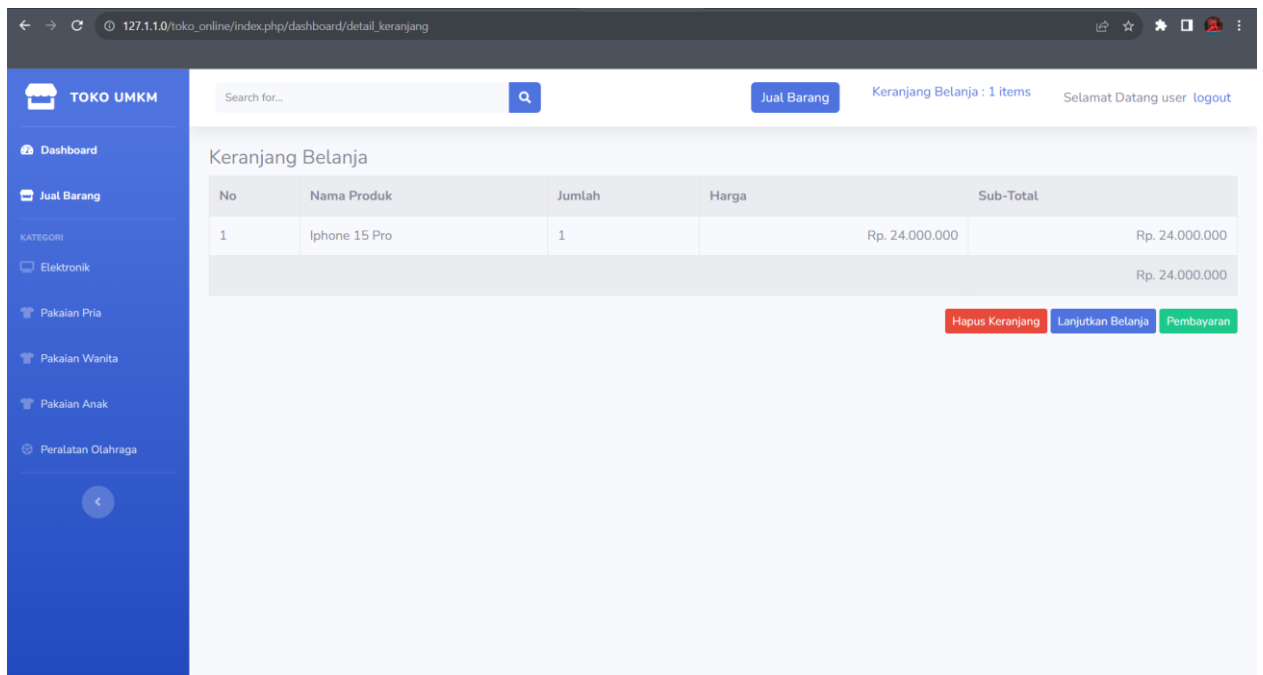 127.1.1.0/toko_online/index.php/dashboard/detail_keranjang
TOKO UMKM
Search for...
Jual Barang
Keranjang Belanja : 1 items
Selamat Datang user logout
Dashboard
Jual Barang
KATEGORI
Elektronik
Pakaian Pria
Pakaian Wanita
Pakaian Anak
Peralatan Olahraga
Keranjang Belanja
No Nama Produk Jumlah Harga Sub-Total
1 Iphone 15 Pro 1 Rp. 24.000.000 Rp. 24.000.000
Rp. 24.000.000
Hapus Keranjang Lanjutkan Belanja Pembayaran